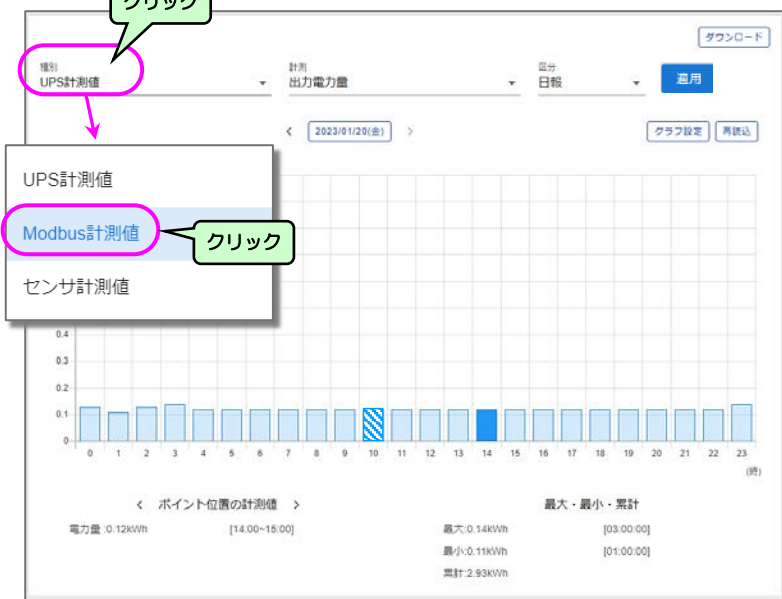 クリック
ダウンロード
種別
UPS計測値
計測
出力電力量
区分
日報
適用
< 2023/01/20(金) >
グラフ設定 再読込
UPS計測値
Modbus計測値
クリック
センサ計測値
0.4
0.3
0.2
0.1
0
0 1 2 3 4 5 6 7 8 9 10 11 12 13 14 15 16 17 18 19 20 21 22 23
(時)
< ポイント位置の計測値 >
最大・最小・累計
電力量:0.12kWh [14:00~15:00]
最大:0.14kWh [03:00:00]
最小:0.11kWh [01:00:00]
累計:2.93kWh